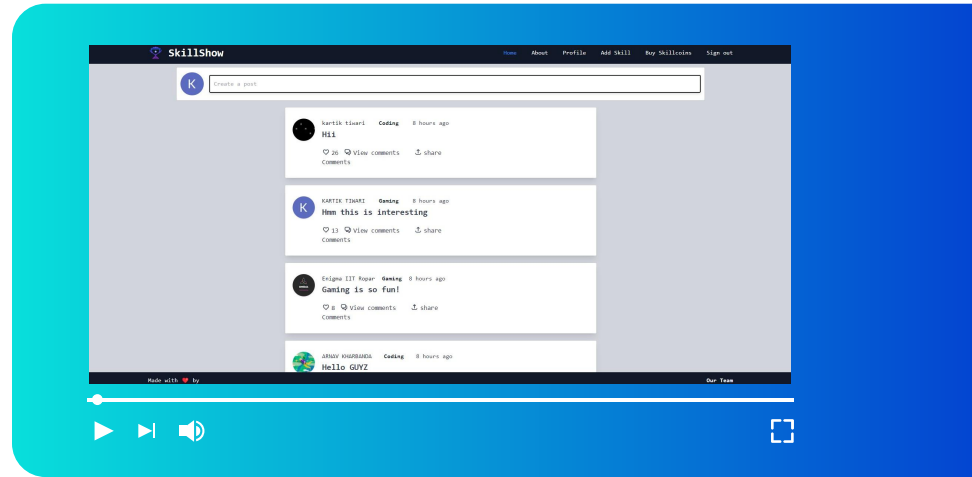 SkillShow
Home About Profile Add Skill Buy Skillcoins Sign out
K Create a post
kartik tiwari Coding 8 hours ago
Hii
26 View comments share
Comments
K
KARTIK TIWARI Gaming 8 hours ago
Hmm this is interesting
13 View comments share
Comments
Enigma IIT Ropar Gaming 8 hours ago
Gaming is so fun!
8 View comments share
Comments
ARNAV KHARBANDA Coding 8 hours ago
Hello GUYZ
Made with ❤ by Our Team